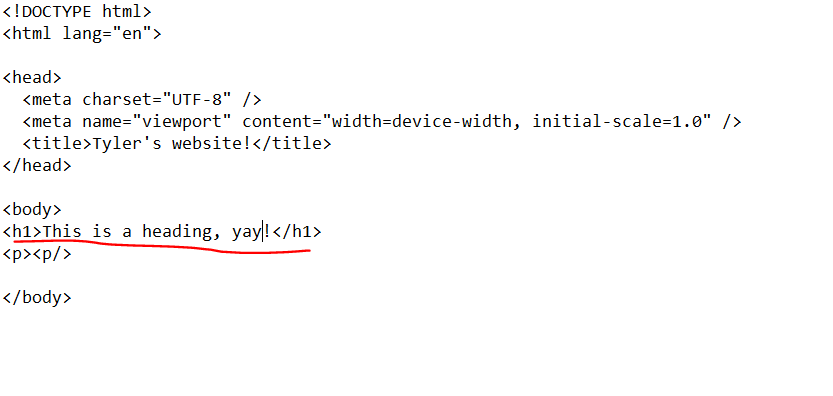 <!DOCTYPE html>
<html lang="en">
<head>
<meta charset="UTF-8" />
<meta name="viewport" content="width=device-width, initial-scale=1.0" />
<title>Tyler's website!</title>
</head>
<body>
<h1>This is a heading, yay!</h1>
<p><p/>
</body>